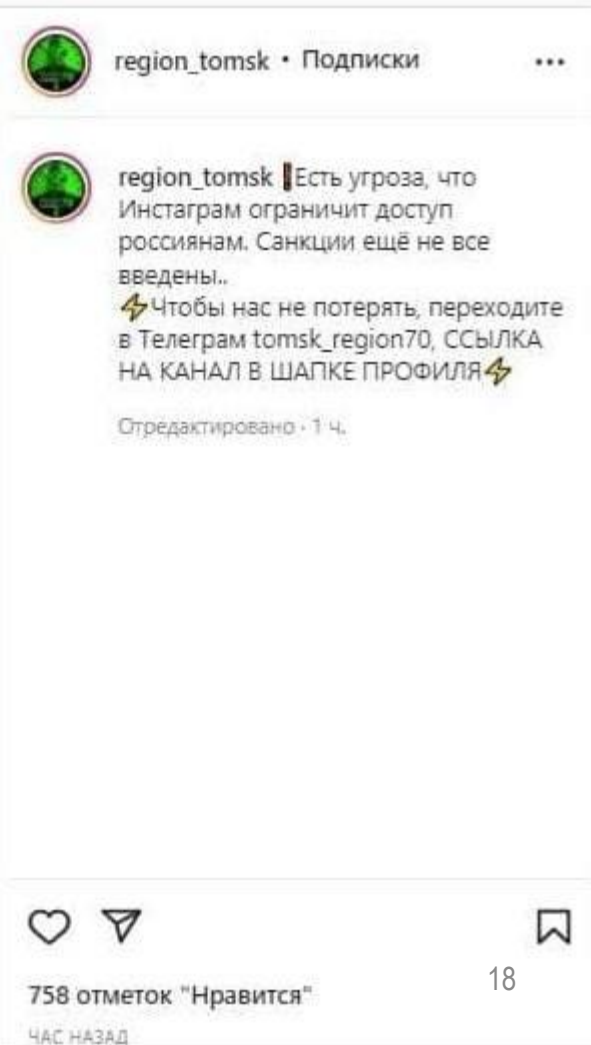 region_tomsk • Подписки
region_tomsk Есть угроза, что
Инстаграм ограничит доступ
россиянам. Санкции ещё не все
введены..
⚡Чтобы нас не потерять, переходите
в Телеграм tomsk_region70, ССЫЛКА
НА КАНАЛ В ШАПКЕ ПРОФИЛЯ⚡
Отредактировано · 1 ч.
18
758 отметок "Нравится"
ЧАС НАЗАД